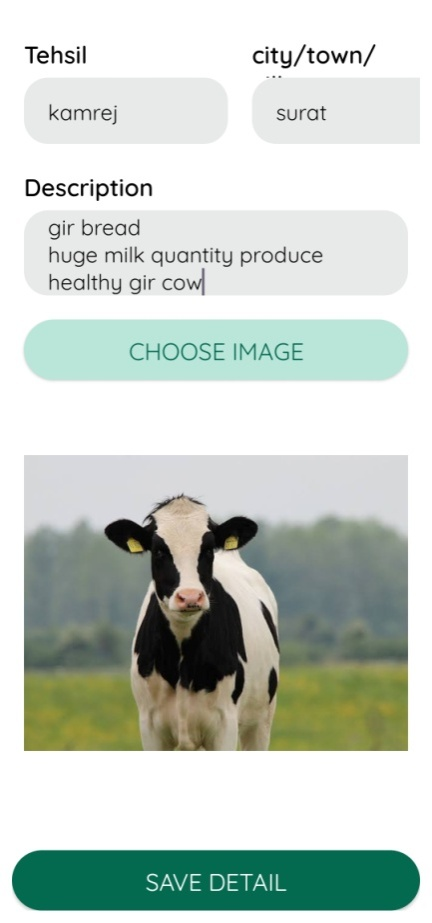 Tehsil
city/town/
kamrej
surat
Description
gir bread
huge milk quantity produce
healthy gir cow
CHOOSE IMAGE
SAVE DETAIL